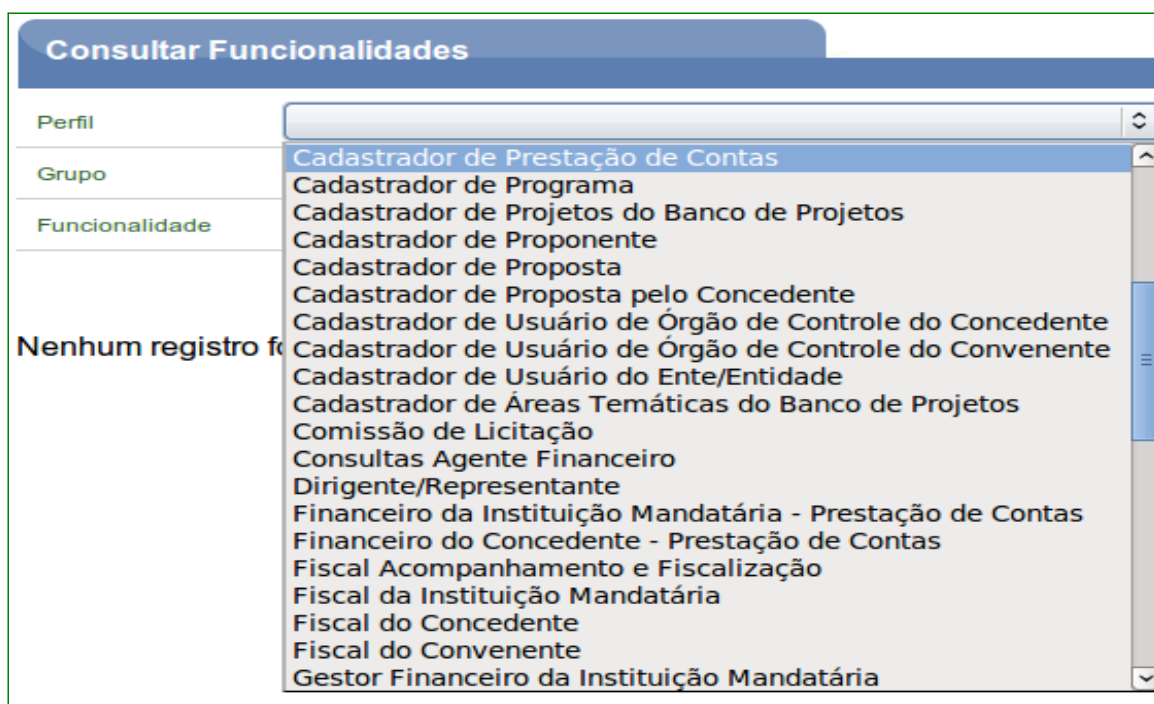 Consultar Funcionalidades
Perfil
Cadastrador de Prestação de Contas
Grupo
Cadastrador de Programa
Cadastrador de Projetos do Banco de Projetos
Funcionalidade
Cadastrador de Proponente
Cadastrador de Proposta
Cadastrador de Proposta pelo Concedente
Cadastrador de Usuário de Órgão de Controle do Concedente
Nenhum registro
Cadastrador de Usuário de Órgão de Controle do Convenente
Cadastrador de Usuário do Ente/Entidade
Cadastrador de Áreas Temáticas do Banco de Projetos
Comissão de Licitação
Consultas Agente Financeiro
Dirigente/Representante
Financeiro da Instituição Mandatária - Prestação de Contas
Financeiro do Concedente - Prestação de Contas
Fiscal Acompanhamento e Fiscalização
Fiscal da Instituição Mandatária
Fiscal do Concedente
Fiscal do Convenente
Gestor Financeiro da Instituição Mandatária